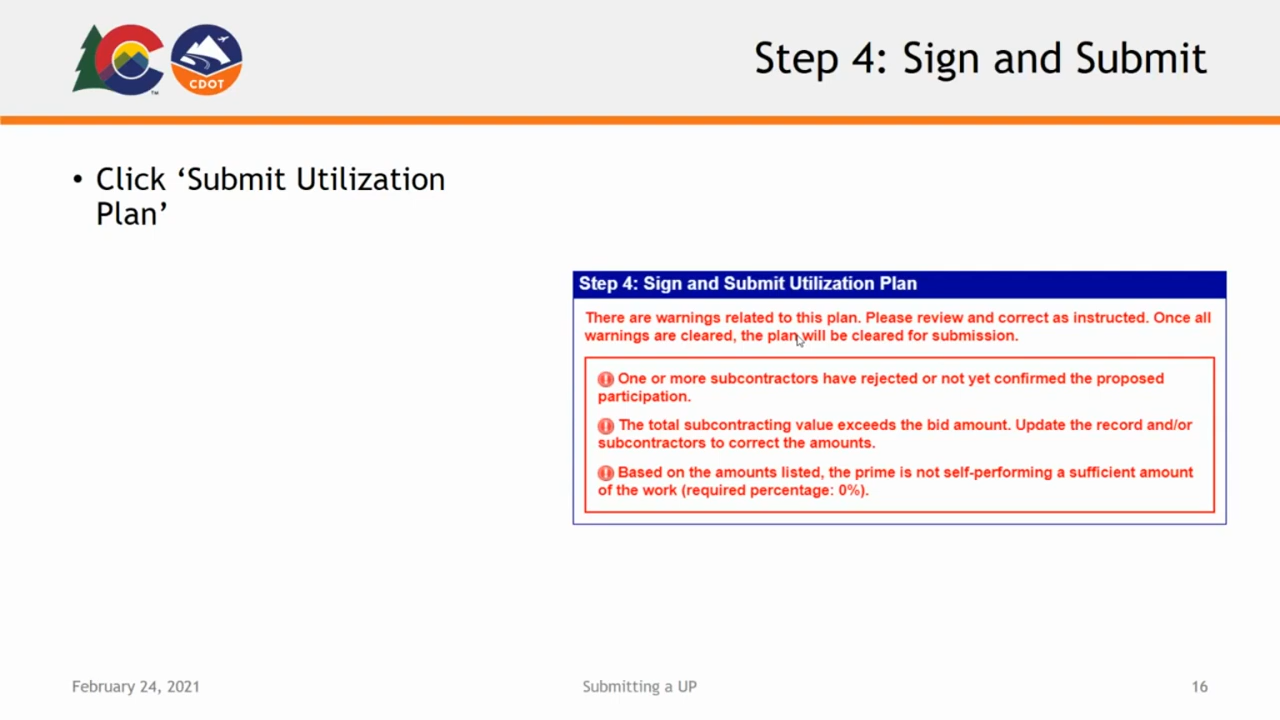 CDOT
TM
Step 4: Sign and Submit
• Click ‘Submit Utilization
Plan’
Step 4: Sign and Submit Utilization Plan
There are warnings related to this plan. Please review and correct as instructed. Once all
warnings are cleared, the plan will be cleared for submission.
One or more subcontractors have rejected or not yet confirmed the proposed
participation.
The total subcontracting value exceeds the bid amount. Update the record and/or
subcontractors to correct the amounts.
Based on the amounts listed, the prime is not self-performing a sufficient amount
of the work (required percentage: 0%).
February 24, 2021
Submitting a UP
16